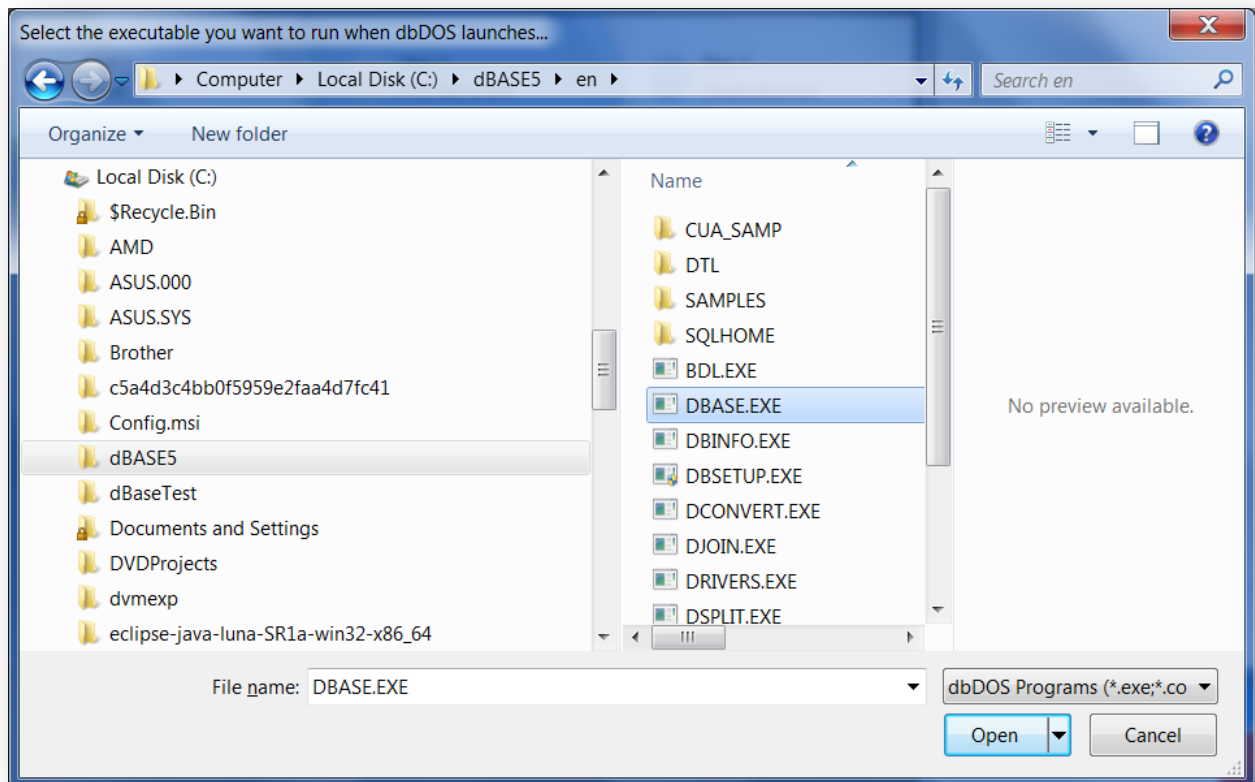 Select the executable you want to run when dbDOS launches...
Computer Local Disk (C:) dBASE5 en
Search en
Organize New folder
Local Disk (C:)
$Recycle.Bin
AMD
ASUS.000
ASUS.SYS
Brother
c5a4d3c4bb0f5959e2faa4d7fc41
Config.msi
dBASE5
dBaseTest
Documents and Settings
DVDProjects
dvmexp
eclipse-java-luna-SR1a-win32-x86_64
Name
CUA_SAMP
DTL
SAMPLES
SQLHOME
BDL.EXE
DBASE.EXE
DBINFO.EXE
DBSETUP.EXE
DCONVERT.EXE
DJOIN.EXE
DRIVERS.EXE
DSPLIT.EXE
No preview available.
File name: DBASE.EXE
dbDOS Programs (*.exe;*.co
Open
Cancel